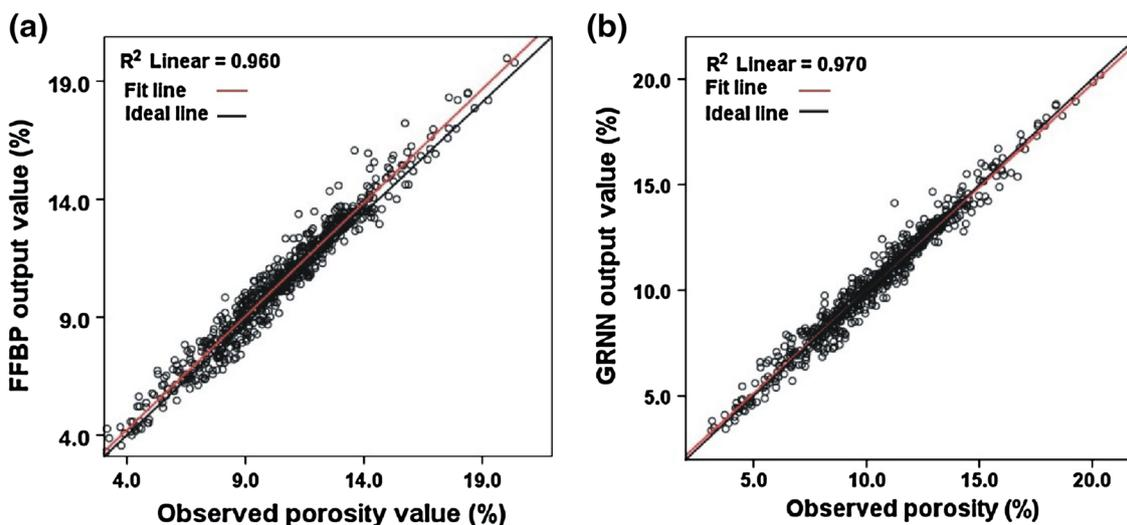 (a)
R² Linear = 0.960
Fit line
Ideal line
FFBP output value (%)
19.0
14.0
9.0
4.0
4.0 9.0 14.0 19.0
Observed porosity value (%)
(b)
R² Linear = 0.970
Fit line
Ideal line
GRNN output value (%)
20.0
15.0
10.0
5.0
5.0 10.0 15.0 20.0
Observed porosity (%)